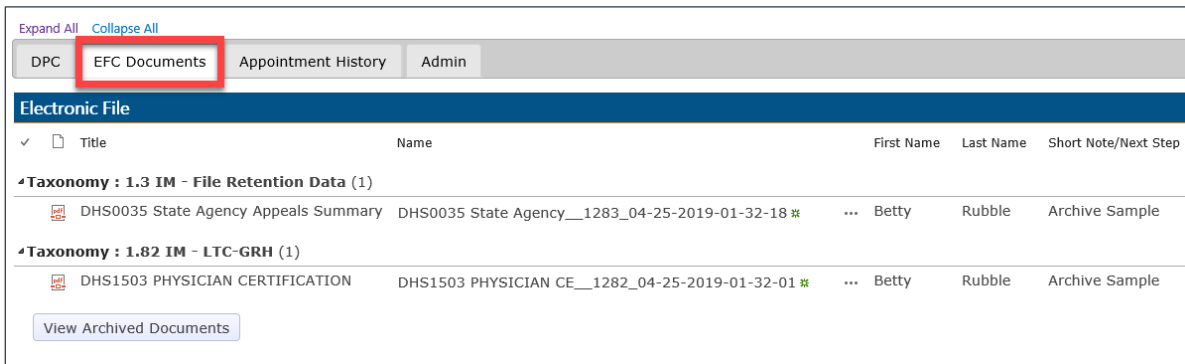 Expand All Collapse All
DPC EFC Documents Appointment History Admin
Electronic File
Title Name First Name Last Name Short Note/Next Step
Taxonomy : 1.3 IM - File Retention Data (1)
DHS0035 State Agency Appeals Summary DHS0035 State Agency__1283_04-25-2019-01-32-18 ... Betty Rubble Archive Sample
Taxonomy : 1.82 IM - LTC-GRH (1)
DHS1503 PHYSICIAN CERTIFICATION DHS1503 PHYSICIAN CE__1282_04-25-2019-01-32-01 ... Betty Rubble Archive Sample
View Archived Documents